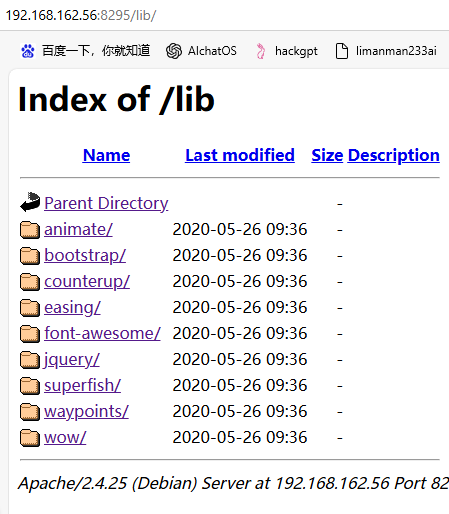 192.168.162.56:8295/lib/
百度一下，你就知道 AIchatOS hackgpt limanman233ai
Index of /lib
Name Last modified Size Description
Parent Directory -
animate/ 2020-05-26 09:36 -
bootstrap/ 2020-05-26 09:36 -
counterup/ 2020-05-26 09:36 -
easing/ 2020-05-26 09:36 -
font-awesome/ 2020-05-26 09:36 -
jquery/ 2020-05-26 09:36 -
superfish/ 2020-05-26 09:36 -
waypoints/ 2020-05-26 09:36 -
wow/ 2020-05-26 09:36 -
Apache/2.4.25 (Debian) Server at 192.168.162.56 Port 82